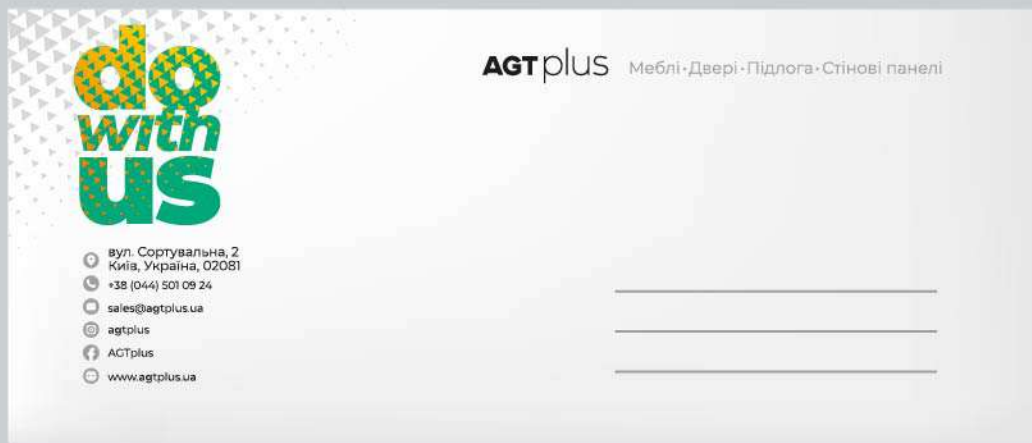 do
with
us
AGTplus Меблі·Двері·Підлога·Стінові панелі
вул. Сортувальна, 2
Київ, Україна, 02081
+38 (044) 501 09 24
sales@agtplus.ua
agtplus
AGTplus
www.agtplus.ua